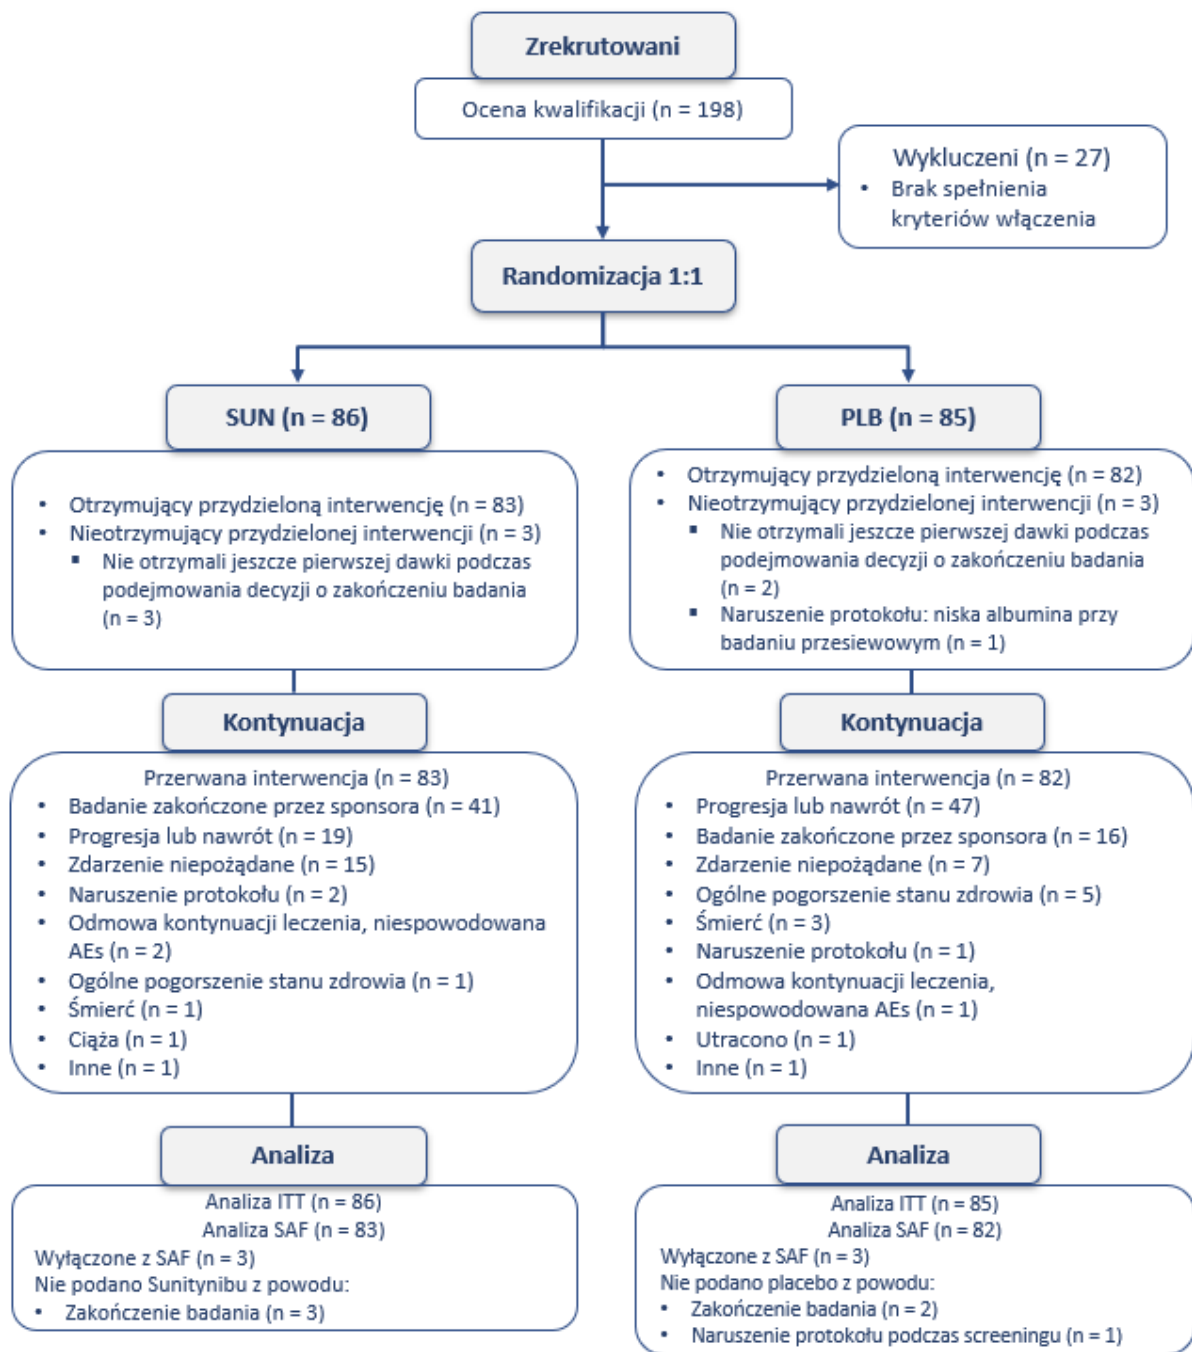 Zrekrutowani
Ocena kwalifikacji (n = 198)
Wykluczeni (n = 27)
• Brak spełnienia
kryteriów włączenia
Randomizacja 1:1
SUN (n = 86)
• Otrzymujący przydzieloną interwencję (n = 83)
• Nieotrzymujący przydzielonej interwencji (n = 3)
▪ Nie otrzymali jeszcze pierwszej dawki podczas
podejmowania decyzji o zakończeniu badania
(n = 3)
PLB (n = 85)
• Otrzymujący przydzieloną interwencję (n = 82)
• Nieotrzymujący przydzielonej interwencji (n = 3)
▪ Nie otrzymali jeszcze pierwszej dawki podczas
podejmowania decyzji o zakończeniu badania
(n = 2)
▪ Naruszenie protokołu: niska albumina przy
badaniu przesiewowym (n = 1)
Kontynuacja
Przerwana interwencja (n = 83)
• Badanie zakończone przez sponsora (n = 41)
• Progresja lub nawrót (n = 19)
• Zdarzenie niepożądane (n = 15)
• Naruszenie protokołu (n = 2)
• Odmowa kontynuacji leczenia, niespowodowana
AEs (n = 2)
• Ogólne pogorszenie stanu zdrowia (n = 1)
• Śmierć (n = 1)
• Ciąża (n = 1)
• Inne (n = 1)
Kontynuacja
Przerwana interwencja (n = 82)
• Progresja lub nawrót (n = 47)
• Badanie zakończone przez sponsora (n = 16)
• Zdarzenie niepożądane (n = 7)
• Ogólne pogorszenie stanu zdrowia (n = 5)
• Śmierć (n = 3)
• Naruszenie protokołu (n = 1)
• Odmowa kontynuacji leczenia,
niespowodowana AEs (n = 1)
• Utracono (n = 1)
• Inne (n = 1)
Analiza
Analiza ITT (n = 86)
Analiza SAF (n = 83)
Wyłączone z SAF (n = 3)
Nie podano Sunitynibu z powodu:
• Zakończenie badania (n = 3)
Analiza
Analiza ITT (n = 85)
Analiza SAF (n = 82)
Wyłączone z SAF (n = 3)
Nie podano placebo z powodu:
• Zakończenie badania (n = 2)
• Naruszenie protokołu podczas screeningu (n = 1)